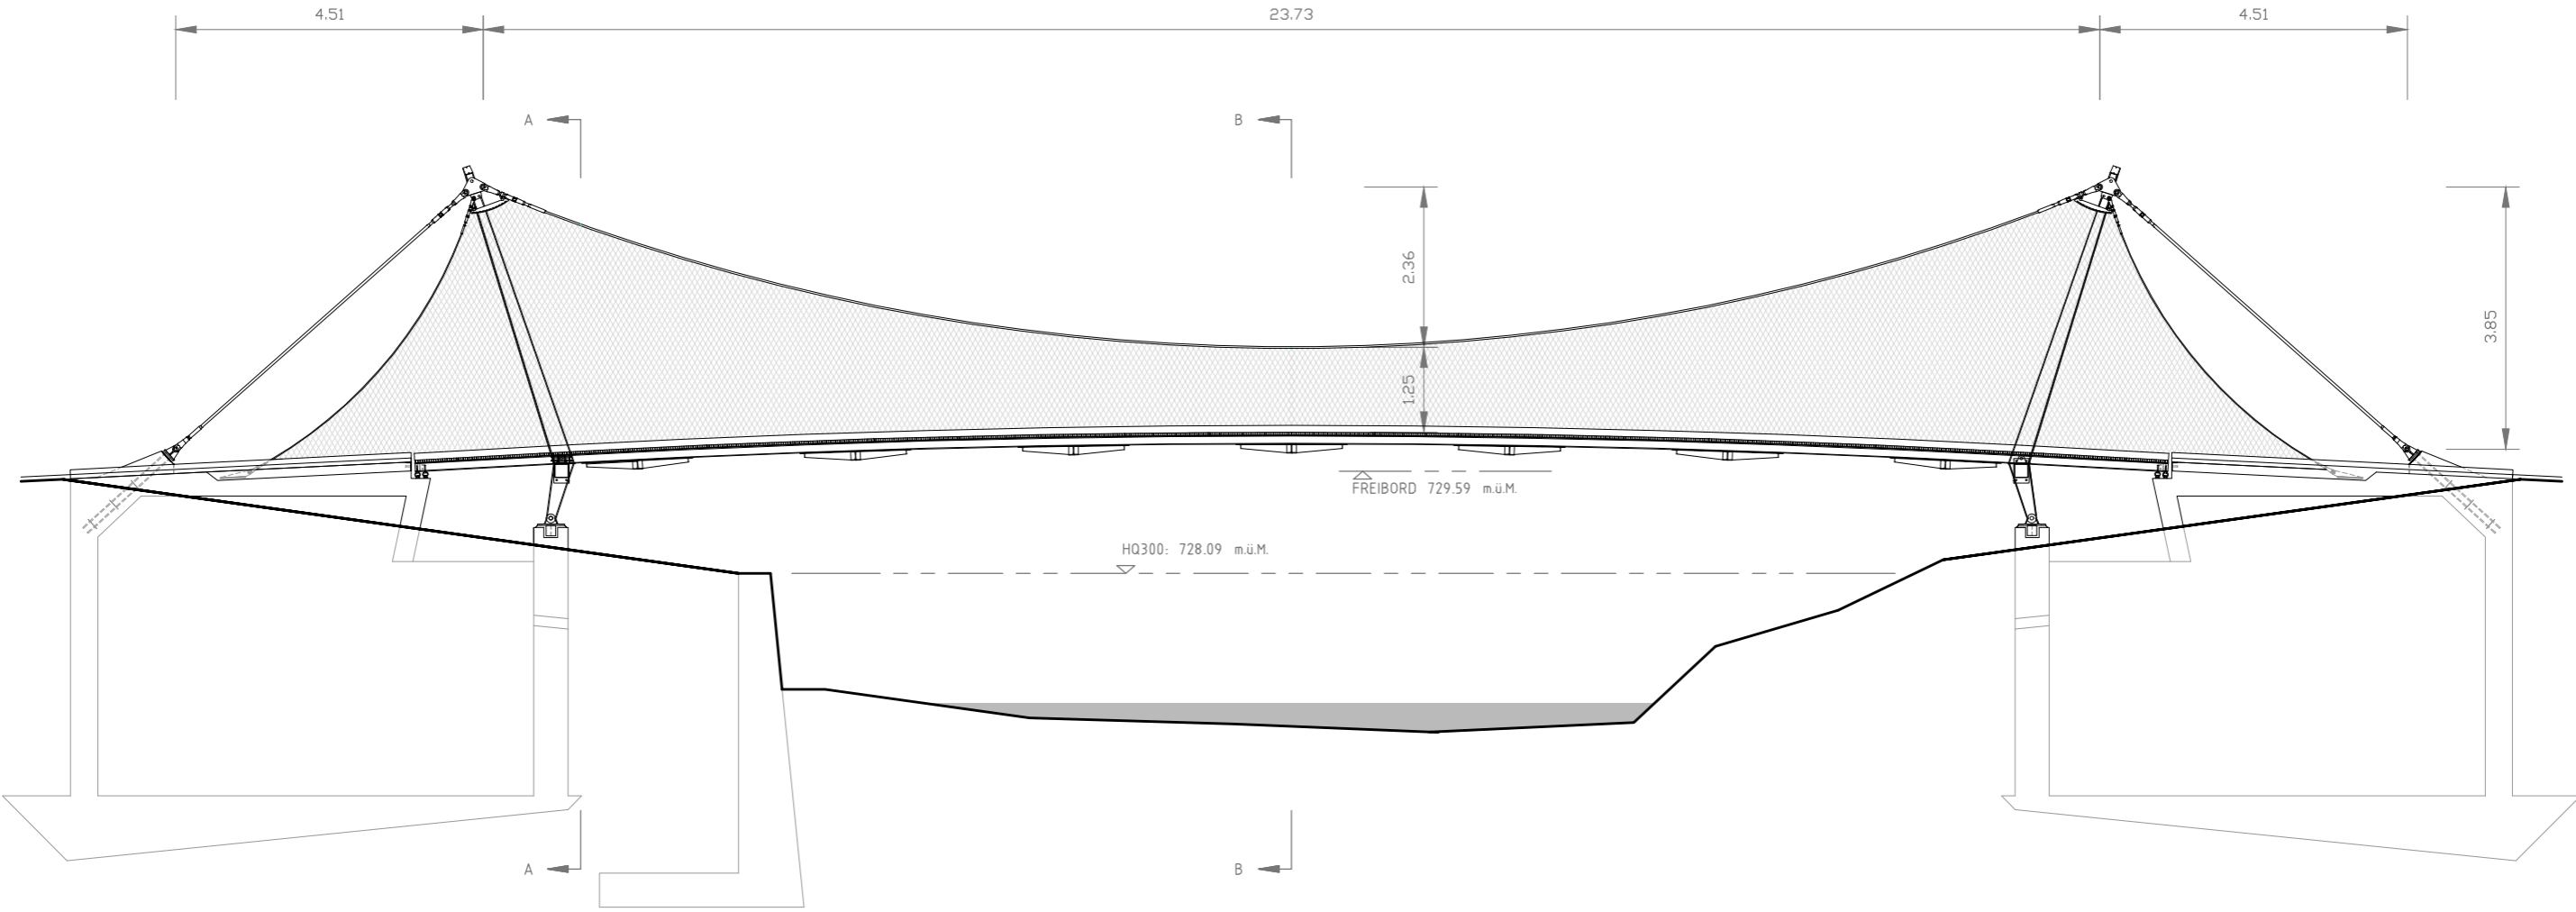 4.51
23.73
4.51
A
B
2.36
3.85
1.25
FREIBORD 729.59 m.ü.M.
HQ300: 728.09 m.ü.M.
A
B